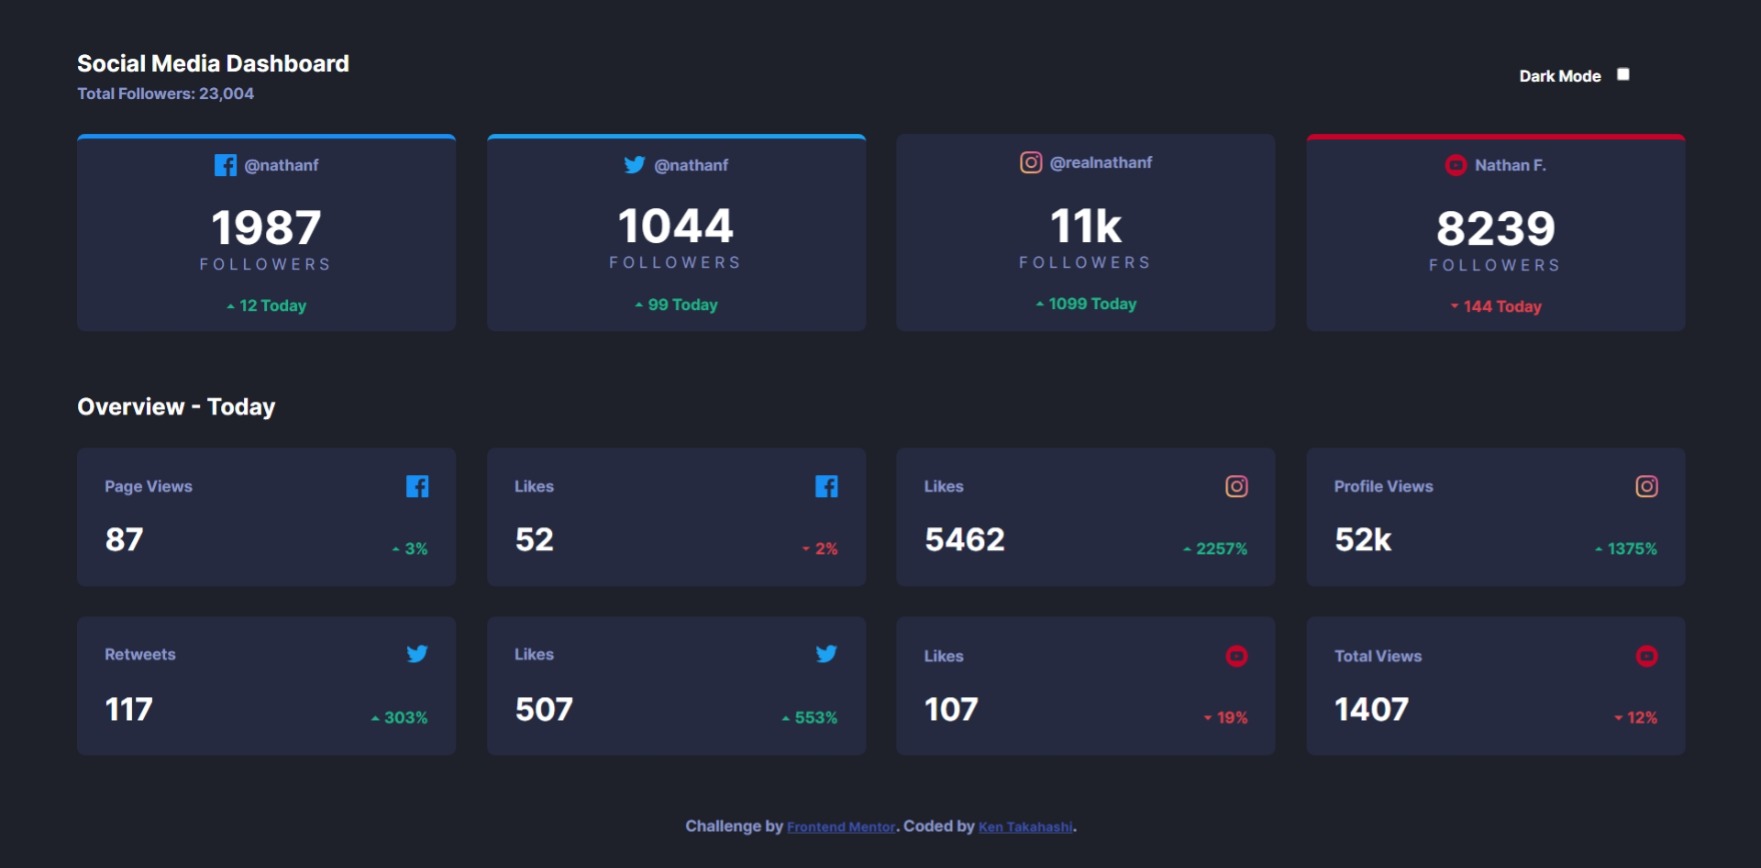 Social Media Dashboard
Total Followers: 23,004
Dark Mode
@nathanf
1987
FOLLOWERS
12 Today
@nathanf
1044
FOLLOWERS
99 Today
@realnathanf
11k
FOLLOWERS
1099 Today
Nathan F.
8239
FOLLOWERS
144 Today
Overview - Today
Page Views
87
3%
Likes
52
2%
Likes
5462
2257%
Profile Views
52k
1375%
Retweets
117
303%
Likes
507
553%
Likes
107
19%
Total Views
1407
12%
Challenge by Frontend Mentor. Coded by Ken Takahashi.